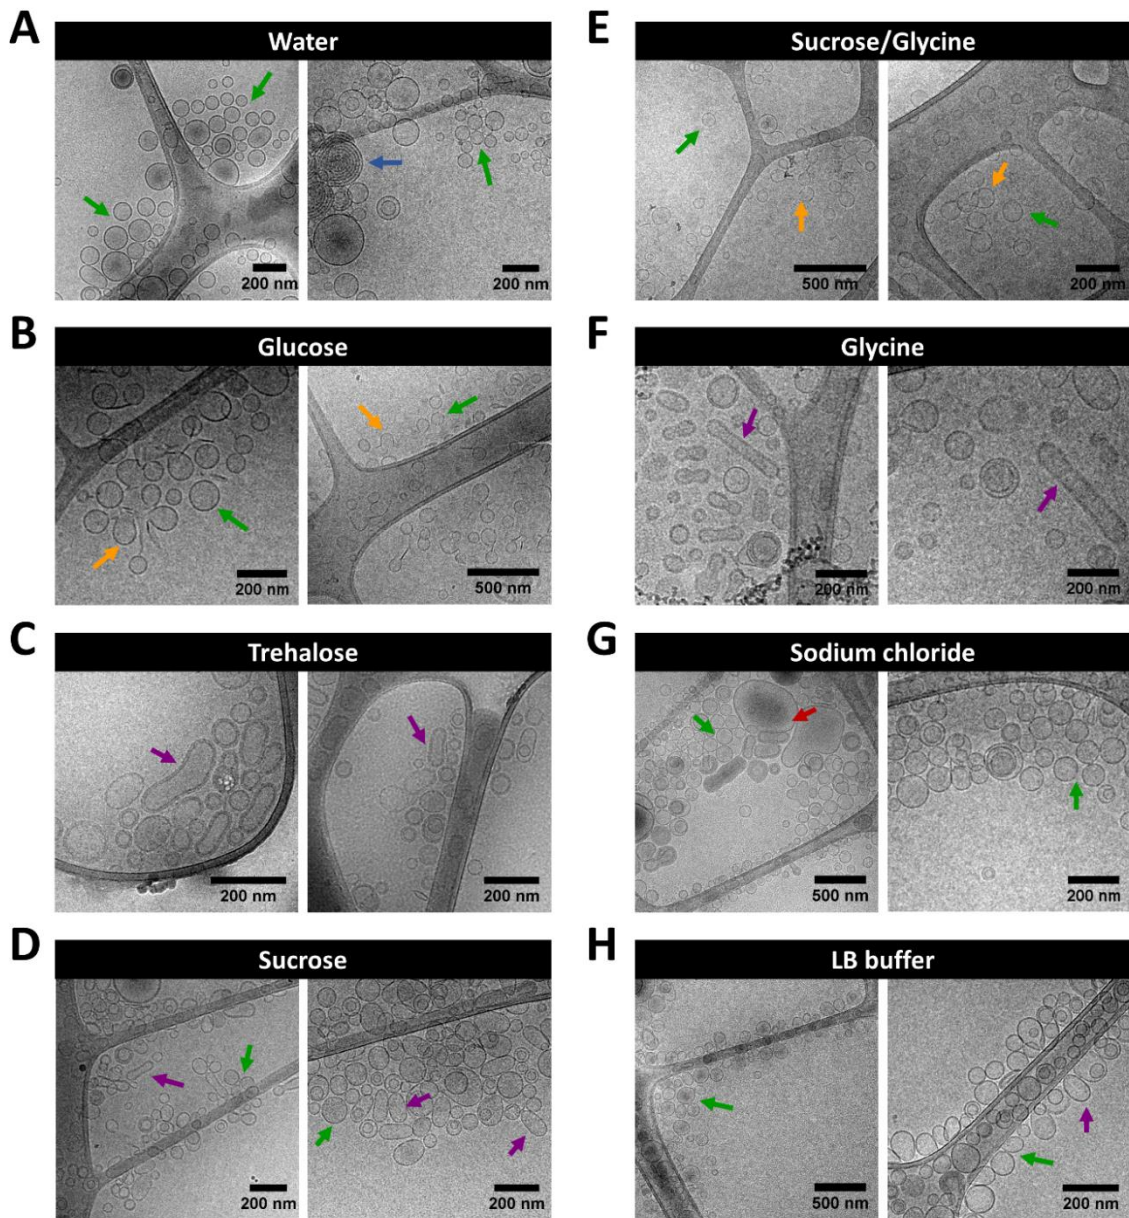 A
Water
200 nm
200 nm
B
Glucose
200 nm
500 nm
C
Trehalose
200 nm
200 nm
D
Sucrose
200 nm
200 nm
E
Sucrose/Glycine
500 nm
200 nm
F
Glycine
200 nm
200 nm
G
Sodium chloride
500 nm
200 nm
H
LB buffer
500 nm
200 nm